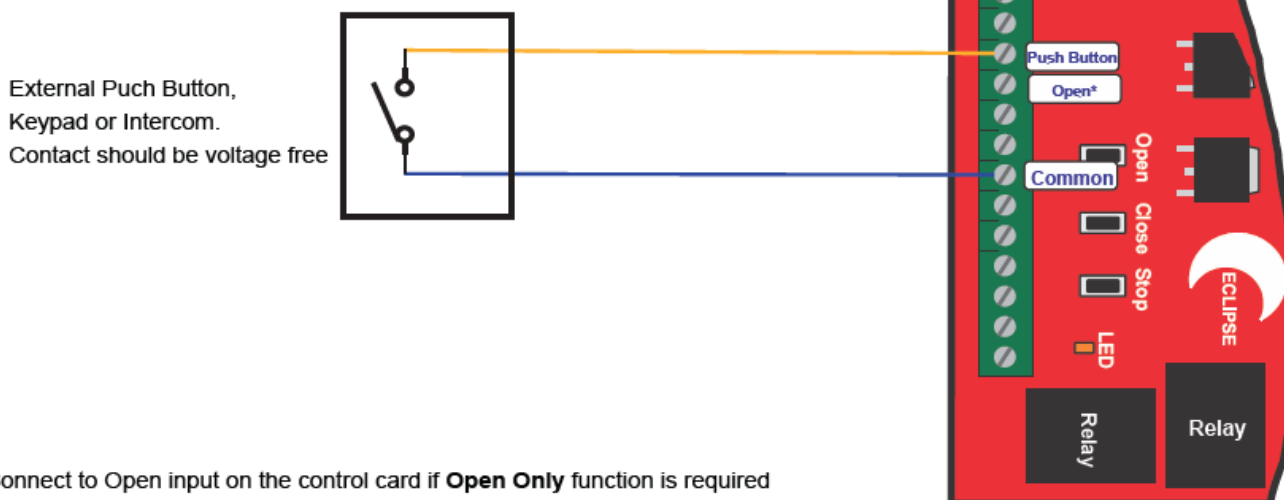 External Puch Button,
Keypad or Intercom.
Contact should be voltage free
Push Button
Open*
Common
Open
Close
Stop
LED
ECLIPSE
Relay
Relay
onnect to Open input on the control card if Open Only function is required